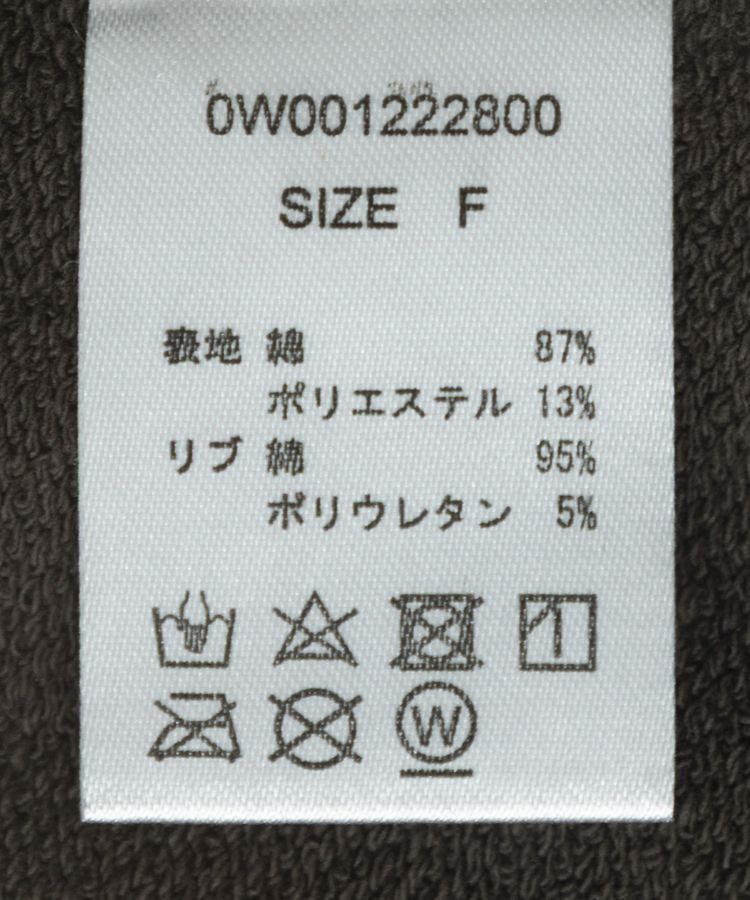 0W001222800
SIZE F
表地 綿 87%
ポリエステル 13%
リブ 綿 95%
ポリウレタン 5%
W